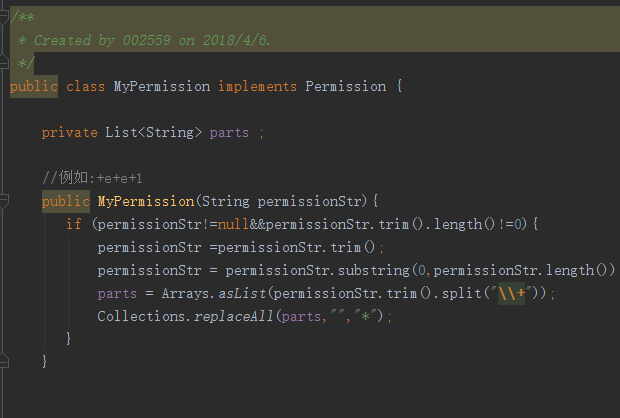 /**
* Created by 002559 on 2018/4/6.
*/
public class MyPermission implements Permission {
private List<String> parts ;
//例如:+e+e+1
public MyPermission(String permissionStr){
if (permissionStr!=null&&permissionStr.trim().length()!=0){
permissionStr =permissionStr.trim();
permissionStr = permissionStr.substring(0,permissionStr.length())
parts = Arrays.asList(permissionStr.trim().split("\\+"));
Collections.replaceAll(parts,"","*");
}
}